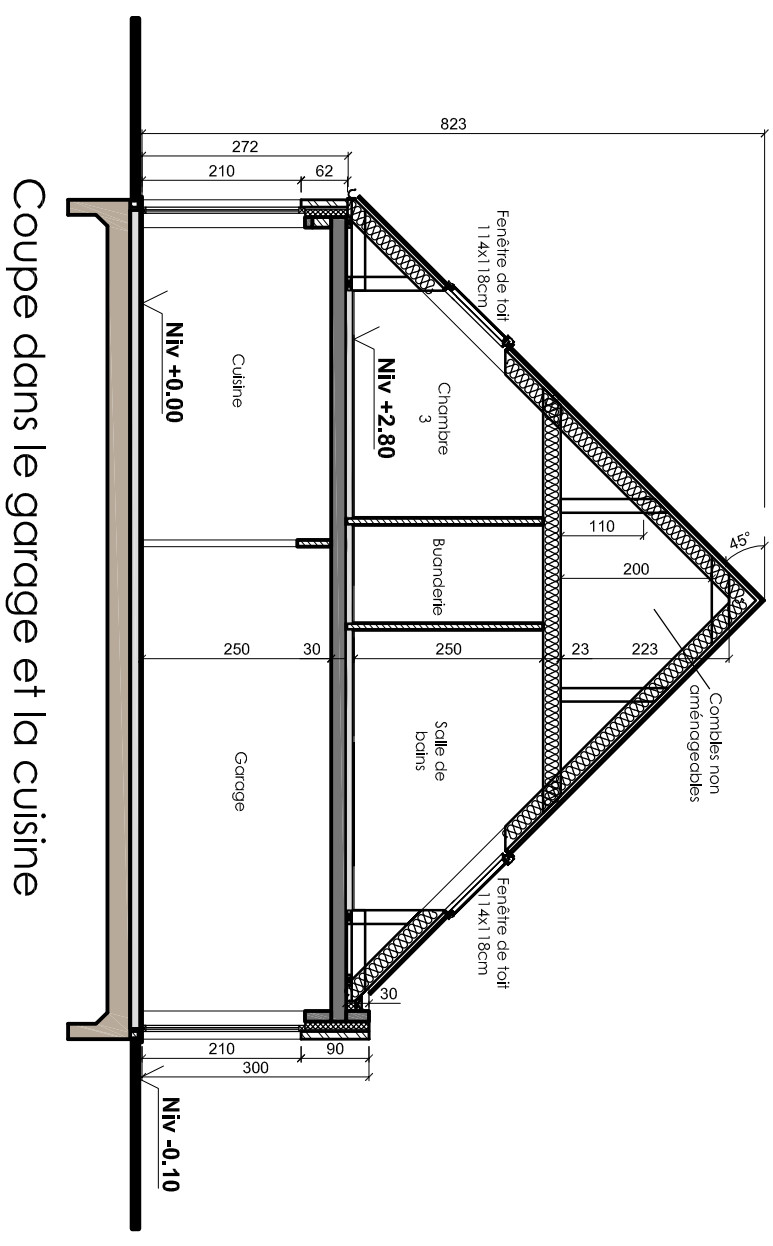 823
272
210
62
Fenêtre de toit
114x118cm
Niv +0.00
Cuisine
Niv +2.80
Chambre
3
110
200
45°
Buanderie
250
30
250
23
223
Combles non
aménageables
Salle de
bains
Garage
Fenêtre de toit
114x118cm
30
210
90
300
Niv -0.10
Coupe dans le garage et la cuisine